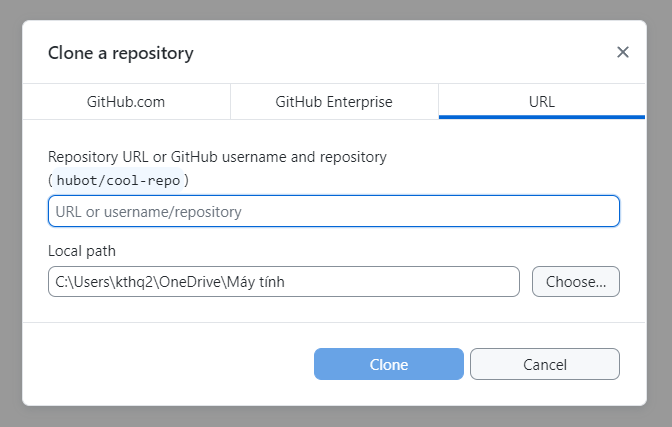 Clone a repository
GitHub.com
GitHub Enterprise
URL
Repository URL or GitHub username and repository
(hubot/cool-repo)
URL or username/repository
Local path
C:\Users\kthq2\OneDrive\Máy tính
Choose...
Clone
Cancel